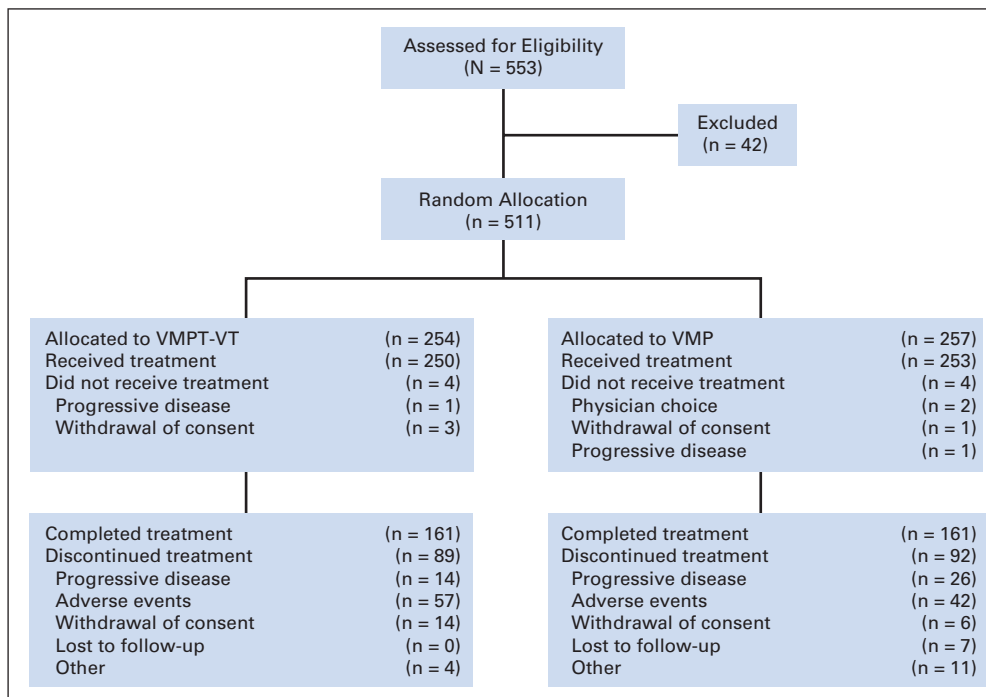 Assessed for Eligibility
(N = 553)
Excluded
(n = 42)
Random Allocation
(n = 511)
Allocated to VMPT-VT (n = 254)
Received treatment (n = 250)
Did not receive treatment (n = 4)
Progressive disease (n = 1)
Withdrawal of consent (n = 3)
Allocated to VMP (n = 257)
Received treatment (n = 253)
Did not receive treatment (n = 4)
Physician choice (n = 2)
Withdrawal of consent (n = 1)
Progressive disease (n = 1)
Completed treatment (n = 161)
Discontinued treatment (n = 89)
Progressive disease (n = 14)
Adverse events (n = 57)
Withdrawal of consent (n = 14)
Lost to follow-up (n = 0)
Other (n = 4)
Completed treatment (n = 161)
Discontinued treatment (n = 92)
Progressive disease (n = 26)
Adverse events (n = 42)
Withdrawal of consent (n = 6)
Lost to follow-up (n = 7)
Other (n = 11)